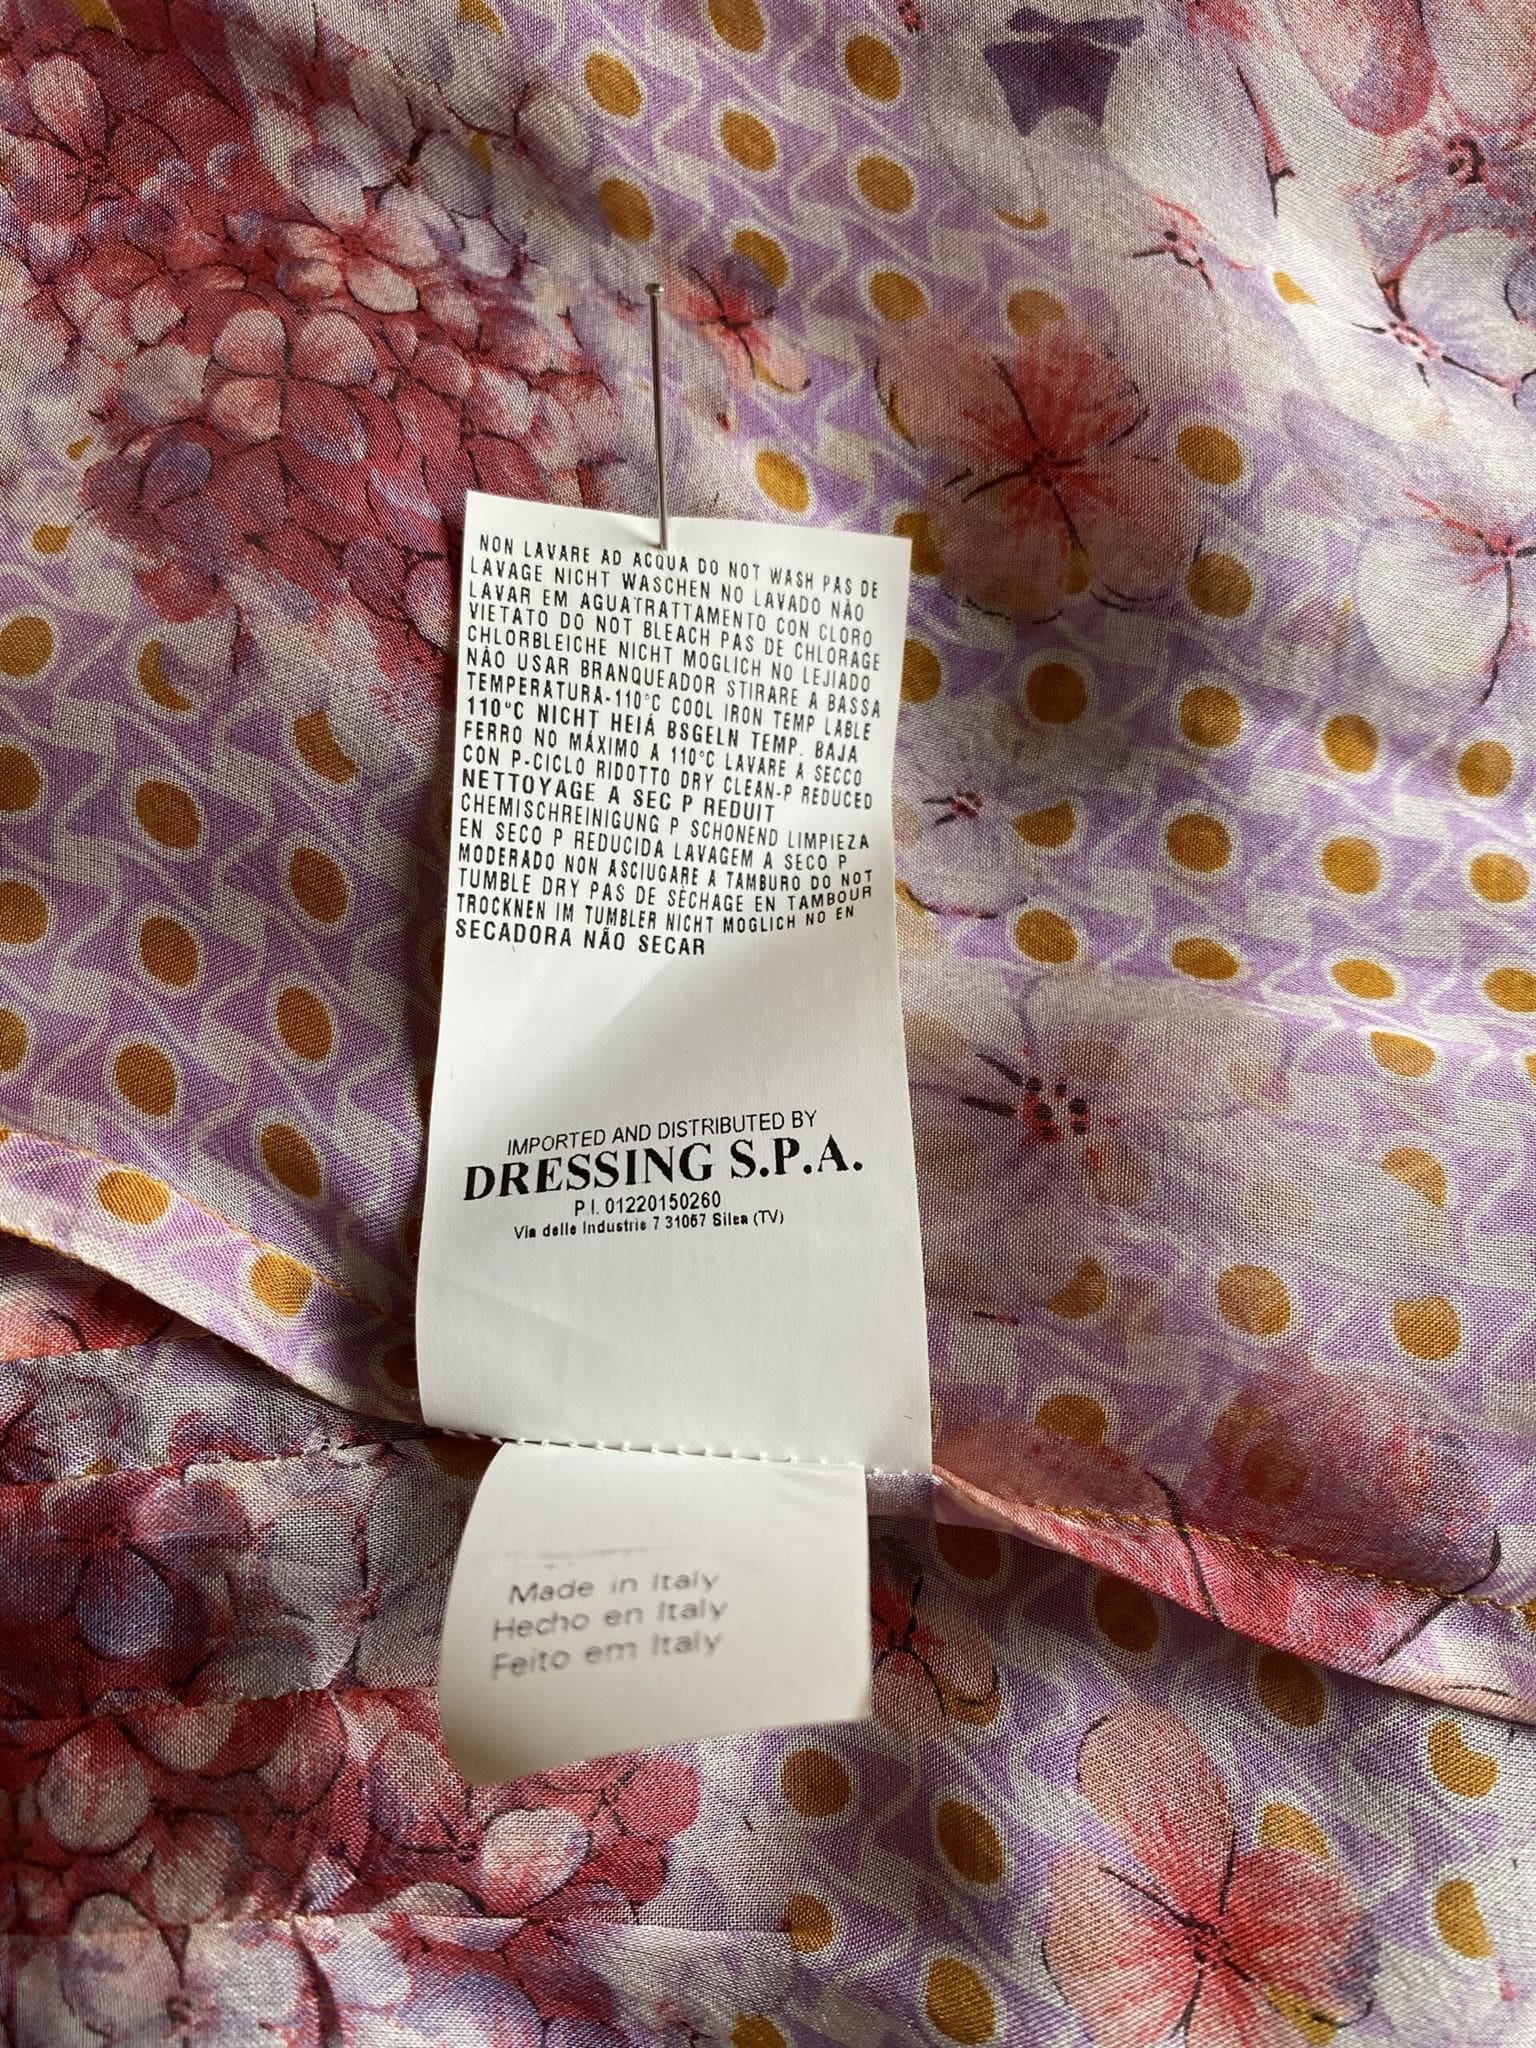 NON LAVARE AD ACQUA DO NOT WASH PAS DE
LAVAGE NICHT WASCHEN NO LAVADO NÃO
LAVAR EM AGUATRATTAMENTO CON CLORO
VIETATO DO NOT BLEACH PAS DE CHLORAGE
CHLORBLEICHE NICHT MOGLICH NO LEJIADO
NÃO USAR BRANQUEADOR STIRARE A BASSA
TEMPERATURA-110°C COOL IRON TEMP LABLE
110°C NICHT HEIÁ BSGELN TEMP. BAJA
FERRO NO MÁXIMO A 110°C LAVARE A SECCO
CON P-CICLO RIDOTTO DRY CLEAN-P REDUCED
NETTOYAGE A SEC P REDUIT
CHEMISCHREINIGUNG P SCHONEND LIMPIEZA
EN SECO P REDUCIDA LAVAGEM A SECO P
MODERADO NON ASCIUGARE A TAMBURO DO NOT
TUMBLE DRY PAS DE SÈCHAGE EN TAMBOUR
TROCKNEN IM TUMBLER NICHT MOGLICH NO EN
SECADORA NÃO SECAR
IMPORTED AND DISTRIBUTED BY
DRESSING S.P.A.
P.I. 01220150260
Via delle Industrie 7 31057 Silea (TV)
Made in Italy
Hecho en Italy
Feito em Italy